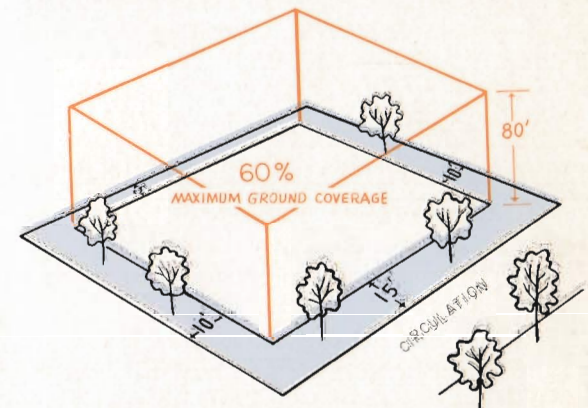 80'
10'
60%
MAXIMUM GROUND COVERAGE
15'
10'
CIRCULATION